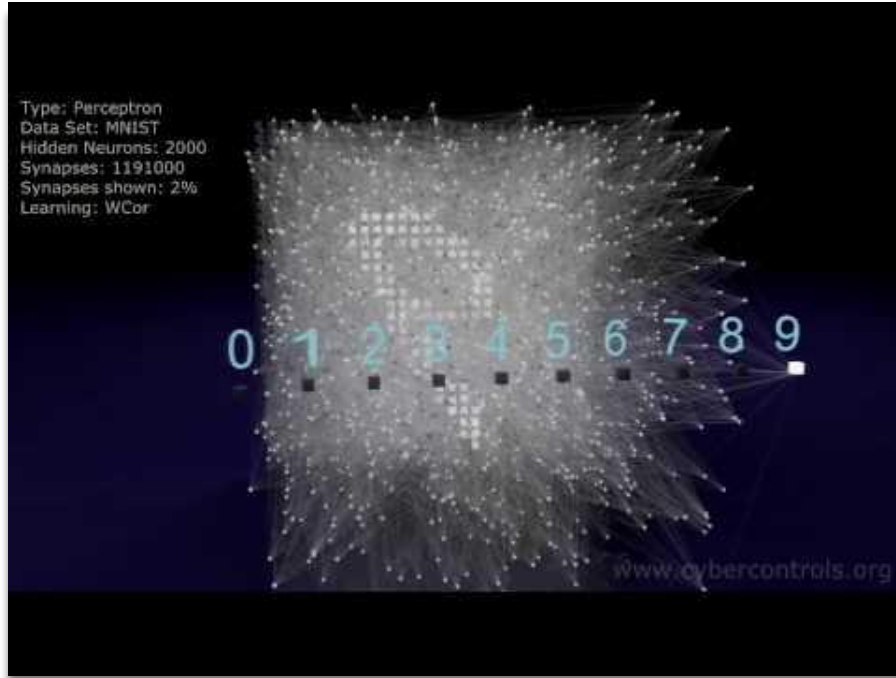 Type: Perceptron
Data Set: MNIST
Hidden Neurons: 2000
Synapses: 1191000
Synapses shown: 2%
Learning: WCor
0 1 2 3 4 5 6 7 8 9
www.cybercontrols.org